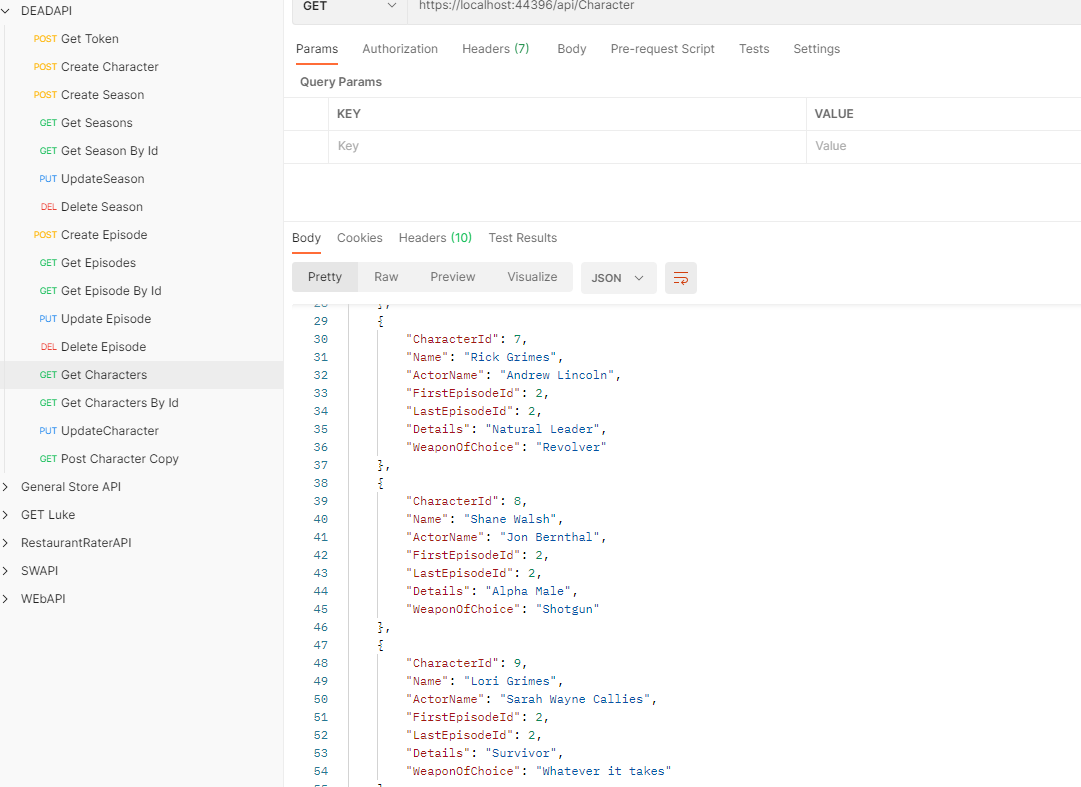 DEADAPI
POST Get Token
POST Create Character
POST Create Season
GET Get Seasons
GET Get Season By Id
PUT UpdateSeason
DEL Delete Season
POST Create Episode
GET Get Episodes
GET Get Episode By Id
PUT Update Episode
DEL Delete Episode
GET Get Characters
GET Get Characters By Id
PUT UpdateCharacter
GET Post Character Copy
General Store API
GET Luke
RestaurantRaterAPI
SWAPI
WEbAPI
GET https://localhost:44396/api/Character
Params Authorization Headers (7) Body Pre-request Script Tests Settings
Query Params
KEY VALUE
Key Value
Body Cookies Headers (10) Test Results
Pretty Raw Preview Visualize JSON
28 },
29 {
30 "CharacterId": 7,
31 "Name": "Rick Grimes",
32 "ActorName": "Andrew Lincoln",
33 "FirstEpisodeId": 2,
34 "LastEpisodeId": 2,
35 "Details": "Natural Leader",
36 "WeaponOfChoice": "Revolver"
37 },
38 {
39 "CharacterId": 8,
40 "Name": "Shane Walsh",
41 "ActorName": "Jon Bernthal",
42 "FirstEpisodeId": 2,
43 "LastEpisodeId": 2,
44 "Details": "Alpha Male",
45 "WeaponOfChoice": "Shotgun"
46 },
47 {
48 "CharacterId": 9,
49 "Name": "Lori Grimes",
50 "ActorName": "Sarah Wayne Callies",
51 "FirstEpisodeId": 2,
52 "LastEpisodeId": 2,
53 "Details": "Survivor",
54 "WeaponOfChoice": "Whatever it takes"